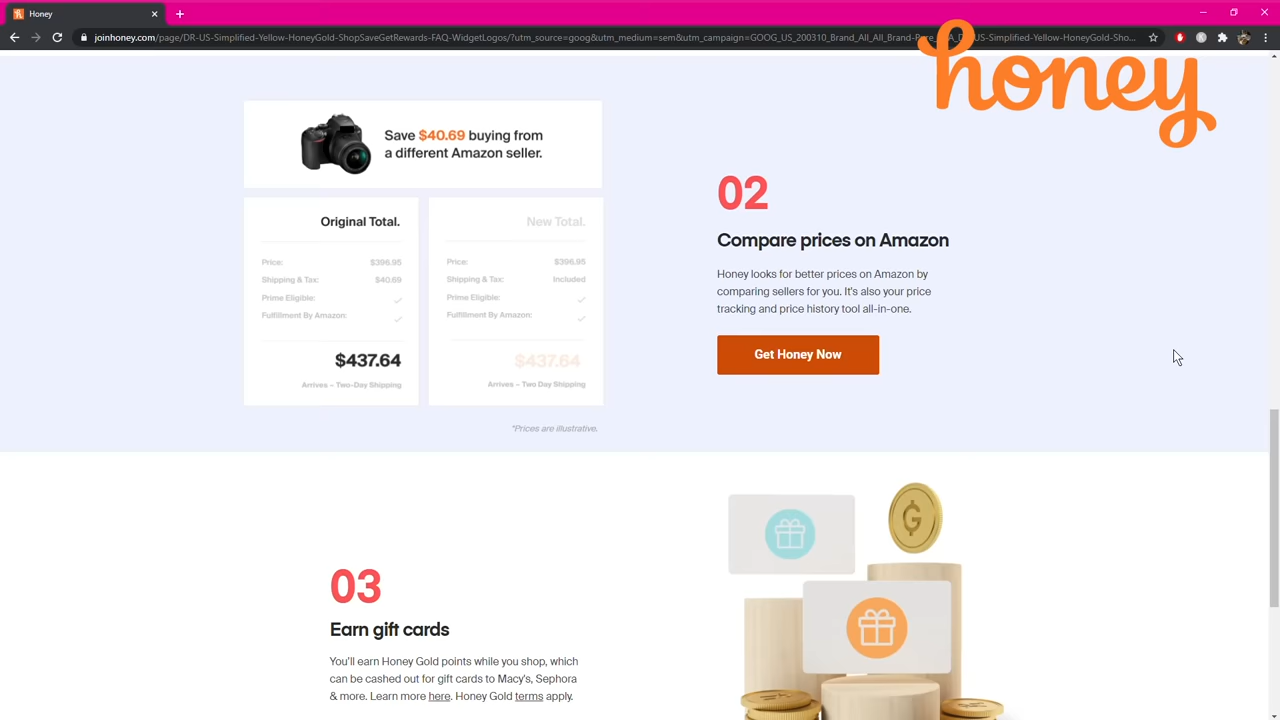 Honey
joinhoney.com/page/DR-US-Simplified-Yellow-HoneyGold-ShopSaveGetRewards-FAQ-WidgetLogos/?utm_source=goog&utm_medium=sem&utm_campaign=GOOG_US_200310_Brand_All_All_Brand-
honey
Save $40.69 buying from
a different Amazon seller.
Original Total.
Price: $396.95
Shipping & Tax: $40.69
Prime Eligible:
Fulfillment By Amazon:
$437.64
Arrives – Two-Day Shipping
New Total.
Price: $396.95
Shipping & Tax: Included
Prime Eligible:
Fulfillment By Amazon:
$437.64
Arrives – Two Day Shipping
*Prices are illustrative.
02
Compare prices on Amazon
Honey looks for better prices on Amazon by
comparing sellers for you. It's also your price
tracking and price history tool all-in-one.
Get Honey Now
03
Earn gift cards
You'll earn Honey Gold points while you shop, which
can be cashed out for gift cards to Macy's, Sephora
& more. Learn more here. Honey Gold terms apply.
G